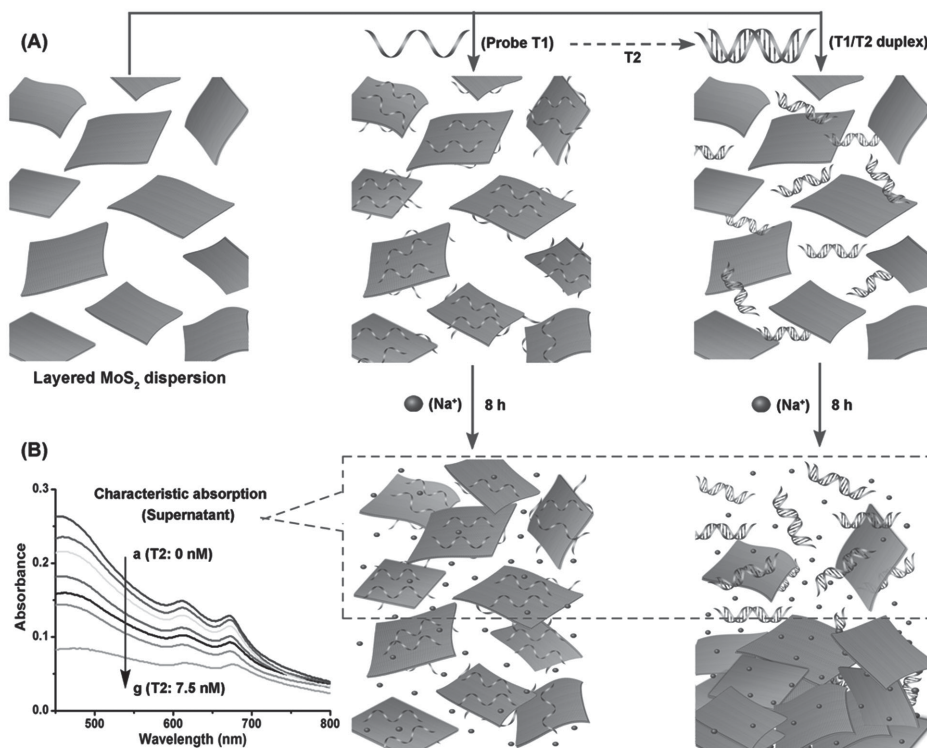 (A)
(Probe T1)
T2
(T1/T2 duplex)
Layered MoS₂ dispersion
(Na⁺)
8 h
(Na⁺)
8 h
(B)
Characteristic absorption
(Supernatant)
a (T2: 0 nM)
g (T2: 7.5 nM)
Absorbance
0.3
0.2
0.1
0.0
500
600
700
800
Wavelength (nm)